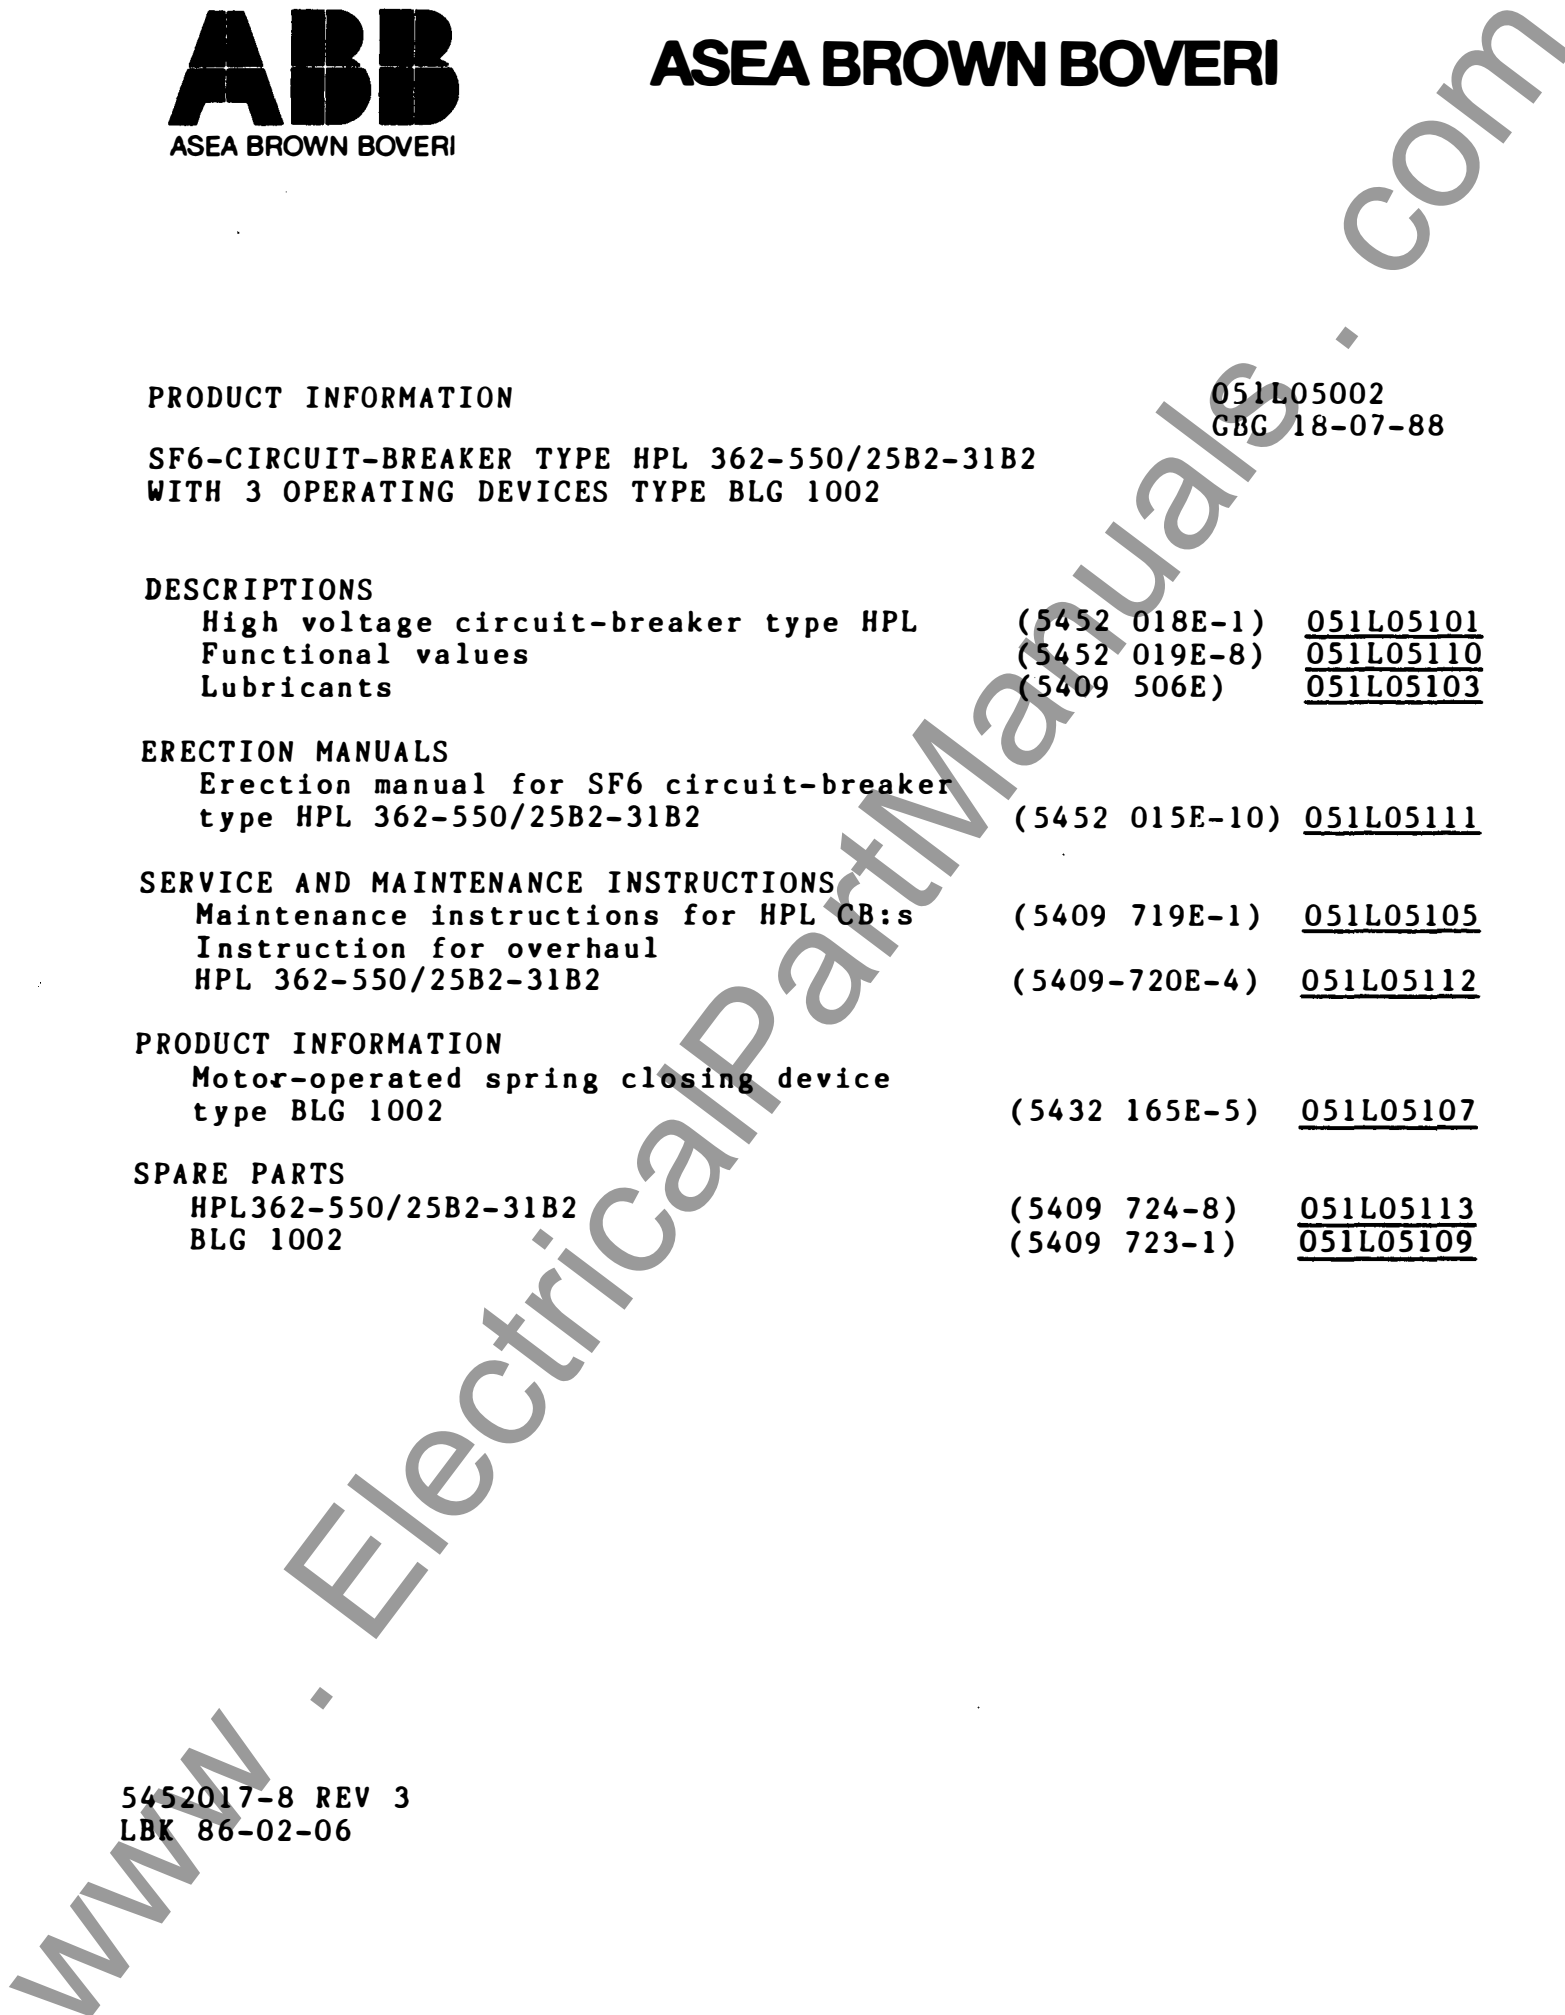 ABB
ASEA BROWN BOVERI
ASEA BROWN BOVERI
PRODUCT INFORMATION 051L05002
GBG 18-07-88
SF6-CIRCUIT-BREAKER TYPE HPL 362-550/25B2-31B2
WITH 3 OPERATING DEVICES TYPE BLG 1002
DESCRIPTIONS
High voltage circuit-breaker type HPL (5452 018E-1) 051L05101
Functional values (5452 019E-8) 051L05110
Lubricants (5409 506E) 051L05103
ERECTION MANUALS
Erection manual for SF6 circuit-breaker
type HPL 362-550/25B2-31B2 (5452 015E-10) 051L05111
SERVICE AND MAINTENANCE INSTRUCTIONS
Maintenance instructions for HPL CB:s (5409 719E-1) 051L05105
Instruction for overhaul
HPL 362-550/25B2-31B2 (5409-720E-4) 051L05112
PRODUCT INFORMATION
Motor-operated spring closing device
type BLG 1002 (5432 165E-5) 051L05107
SPARE PARTS
HPL362-550/25B2-31B2 (5409 724-8) 051L05113
BLG 1002 (5409 723-1) 051L05109
5452017-8 REV 3
LBK 86-02-06
www . ElectricalPartManuals . com